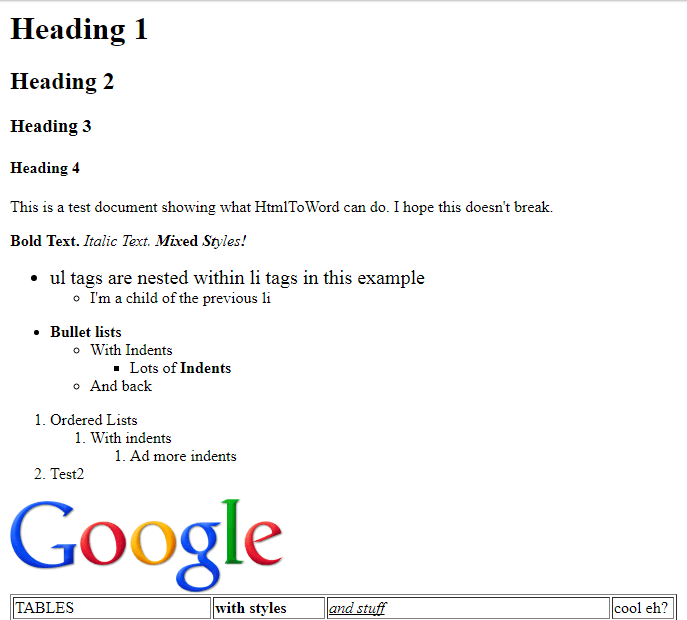 Heading 1
Heading 2
Heading 3
Heading 4
This is a test document showing what HtmlToWord can do. I hope this doesn't break.
Bold Text. Italic Text. Mixed Styles!
ul tags are nested within li tags in this example
I'm a child of the previous li
Bullet lists
With Indents
Lots of Indents
And back
1. Ordered Lists
1. With indents
1. Ad more indents
2. Test2
Google
TABLES with styles and stuff cool eh?